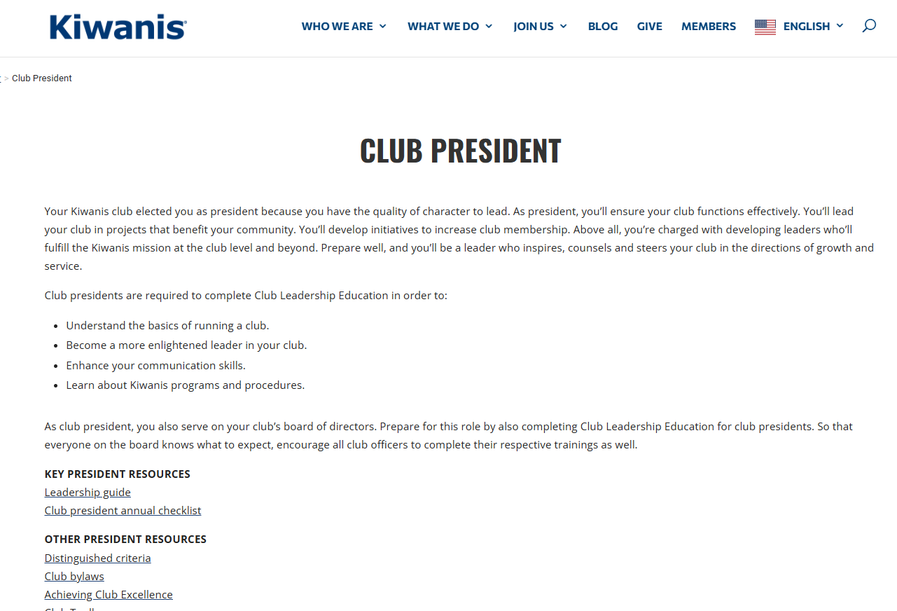 Kiwanis
WHO WE ARE
WHAT WE DO
JOIN US
BLOG
GIVE
MEMBERS
ENGLISH
> Club President
CLUB PRESIDENT
Your Kiwanis club elected you as president because you have the quality of character to lead. As president, you'll ensure your club functions effectively. You'll lead
your club in projects that benefit your community. You'll develop initiatives to increase club membership. Above all, you're charged with developing leaders who'll
fulfill the Kiwanis mission at the club level and beyond. Prepare well, and you'll be a leader who inspires, counsels and steers your club in the directions of growth and
service.
Club presidents are required to complete Club Leadership Education in order to:
• Understand the basics of running a club.
• Become a more enlightened leader in your club.
• Enhance your communication skills.
• Learn about Kiwanis programs and procedures.
As club president, you also serve on your club's board of directors. Prepare for this role by also completing Club Leadership Education for club presidents. So that
everyone on the board knows what to expect, encourage all club officers to complete their respective trainings as well.
KEY PRESIDENT RESOURCES
Leadership guide
Club president annual checklist
OTHER PRESIDENT RESOURCES
Distinguished criteria
Club bylaws
Achieving Club Excellence